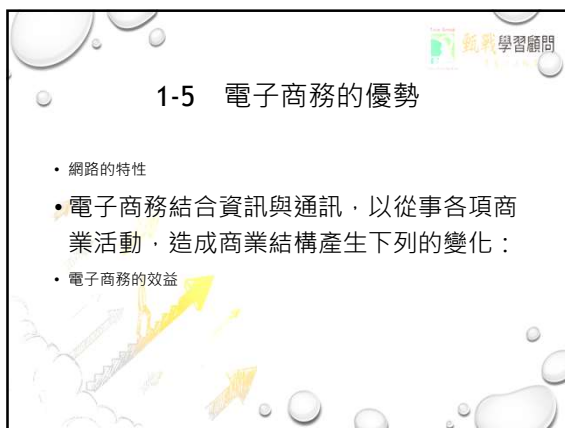 甄戰學習顧問
1-5 電子商務的優勢
• 網路的特性
• 電子商務結合資訊與通訊，以從事各項商
業活動，造成商業結構產生下列的變化：
• 電子商務的效益